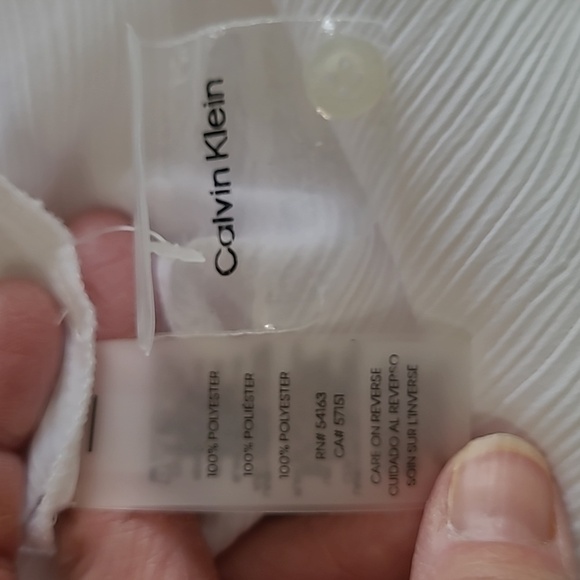 Calvin Klein
100% POLYESTER
100% POLIÉSTER
100% POLYESTER
RN# 54163
CA# 57151
CARE ON REVERSE
CUIDADO AL REVERSO
SOIN SUR L'INVERSE